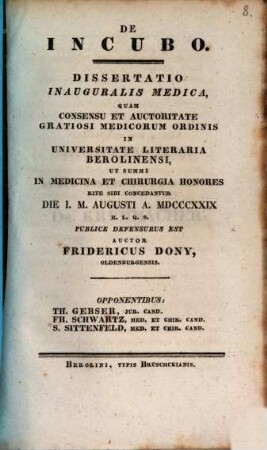 8.
DE
INCUBO.
DISSERTATIO
INAUGURALIS MEDICA,
QUAM
CONSENSU ET AUCTORITATE
GRATIOSI MEDICORUM ORDINIS
IN
UNIVERSITATE LITERARIA
BEROLINENSI,
UT SUMMI
IN MEDICINA ET CHIRURGIA HONORES
RITE SIBI CONCEDANTUR
DIE I. M. AUGUSTI A. MDCCCXXIX
H. L. Q. S.
PUBLICE DEFENSURUS EST
AUCTOR
FRIDERICUS DONY,
OLDENBURGENSIS.
OPPONENTIBUS:
TH. GEBSER, JUR. CAND.
FR. SCHWARTZ, MED. ET CHIR. CAND.
S. SITTENFELD, MED. ET CHIR. CAND.
BEROLINI, TYPIS BRÜSCHCKIANIS.